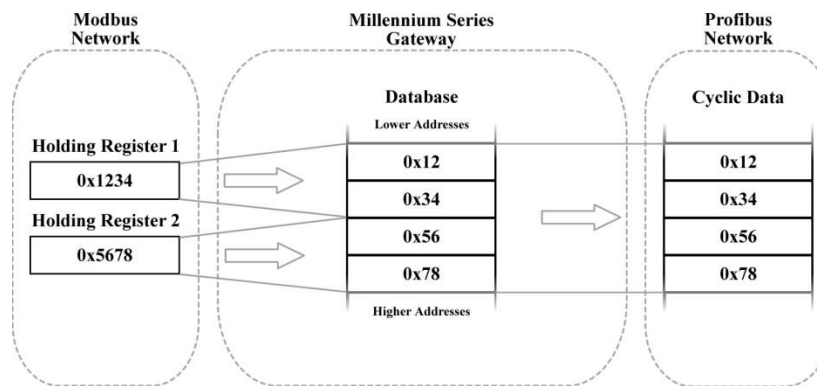 Modbus
Network
Millennium Series
Gateway
Profibus
Network
Database
Cyclic Data
Lower Addresses
Holding Register 1
0x1234
Holding Register 2
0x5678
0x12
0x34
0x56
0x78
Higher Addresses
0x12
0x34
0x56
0x78